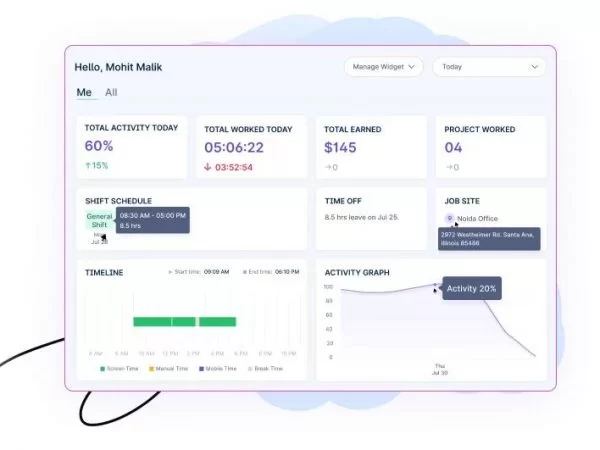 Hello, Mohit Malik
Manage Widget
Today
Me
All
TOTAL ACTIVITY TODAY
60%
↑15%
TOTAL WORKED TODAY
05:06:22
↓ 03:52:54
TOTAL EARNED
$145
→0
PROJECT WORKED
04
→0
SHIFT SCHEDULE
General
Shift
08:30 AM - 05:00 PM
8.5 hrs
TIME OFF
8.5 hrs leave on Jul 25.
JOB SITE
Noida Office
2972 Westheimer Rd. Santa Ana,
Illinois 85486
TIMELINE
Start time: 09:09 AM
End time: 06:10 PM
8 AM 10 AM 12 PM 2 PM 4 PM 6 PM 8 PM 10 PM
Screen Time
Manual Time
Mobile Time
Break Time
ACTIVITY GRAPH
100
80
60
40
20
0
Activity 20%
Thu
Jul 30